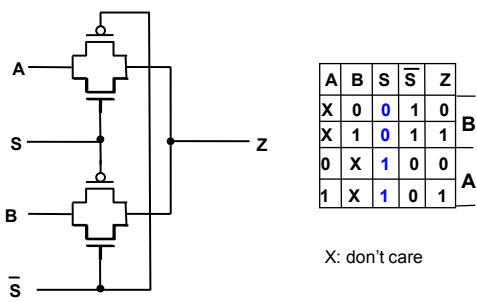 A
S
B
S̅
Z
A B S S̅ Z
X 0 0 1 0
X 1 0 1 1
B
0 X 1 0 0
1 X 1 0 1
A
X: don't care